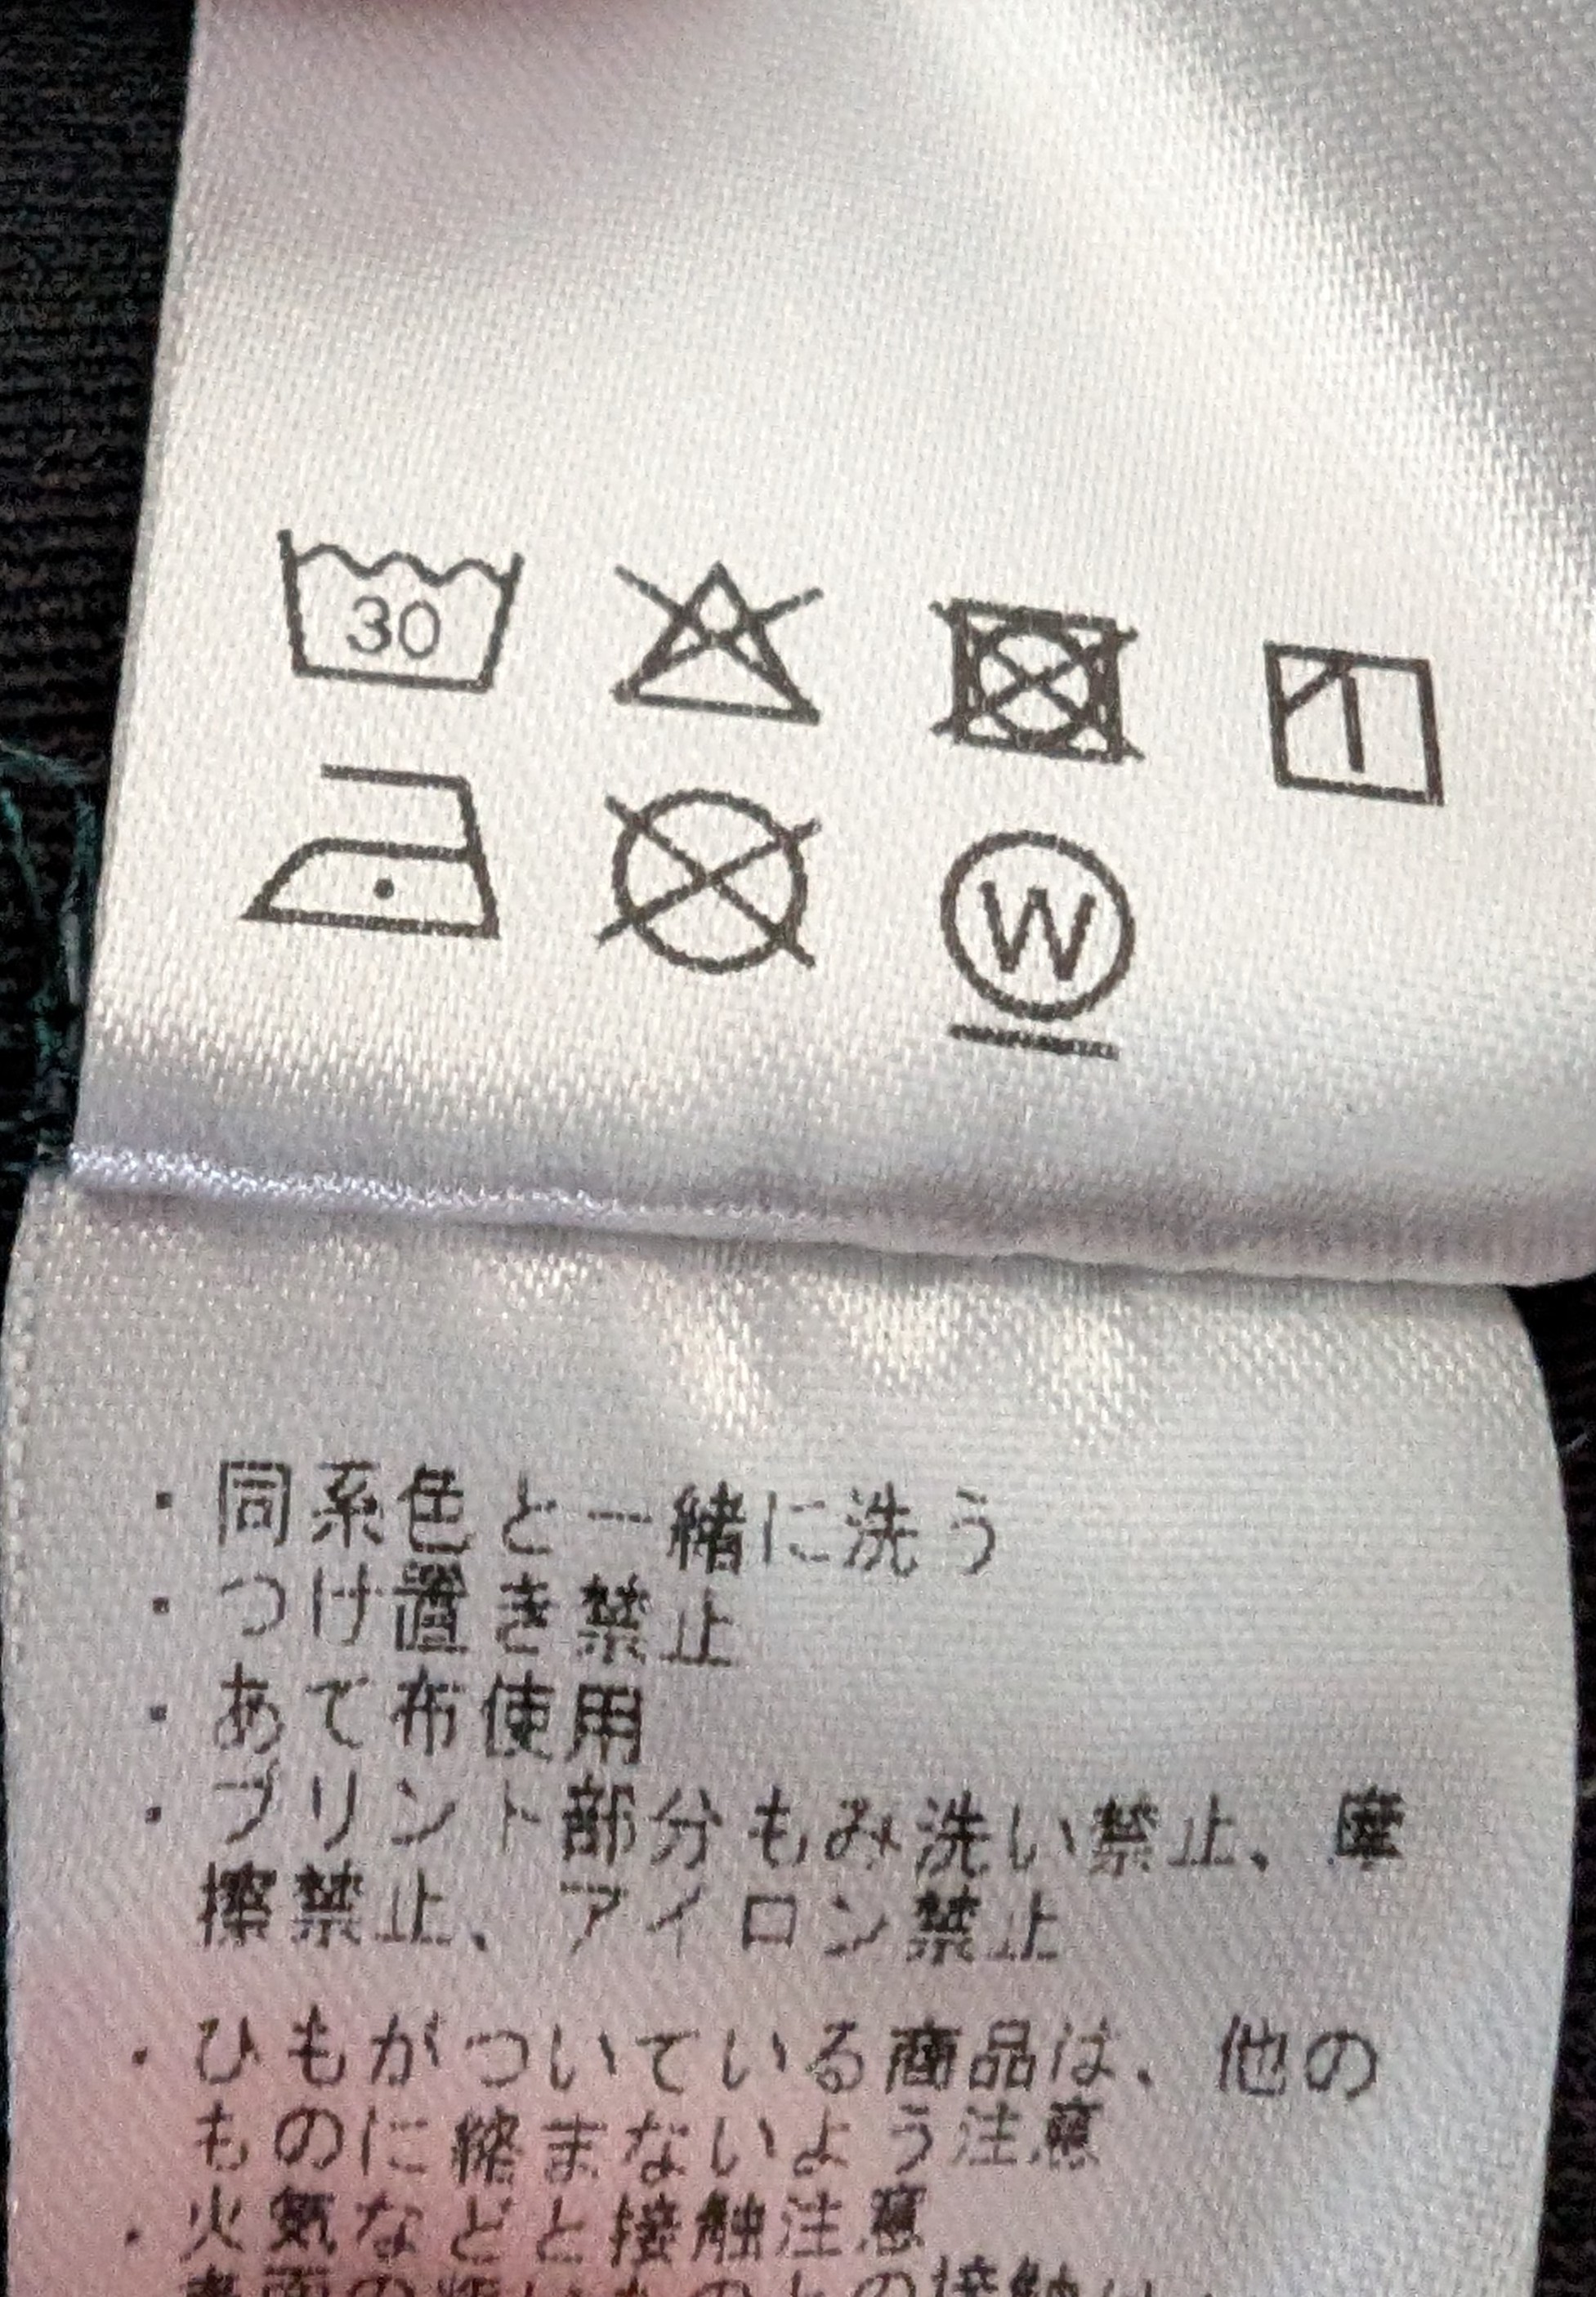 30
W
・同系色と一緒に洗う
・つけ置き禁止
・あて布使用
・プリント部分もみ洗い禁止、摩
擦禁止、アイロン禁止
・ひもがついている商品は、他の
ものに絡まないよう注意
・火気などと接触注意